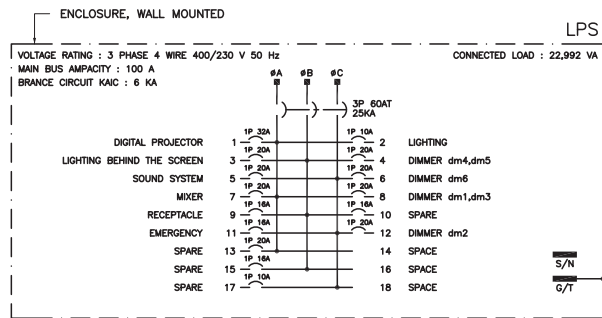 ENCLOSURE, WALL MOUNTED
LPS
VOLTAGE RATING : 3 PHASE 4 WIRE 400/230 V 50 Hz
CONNECTED LOAD : 22,992 VA
MAIN BUS AMPACITY : 100 A
BRANCE CIRCUIT KAIC : 6 KA
øA øB øC
3P 60AT
25KA
1P 32A 1P 10A
DIGITAL PROJECTOR 1 2 LIGHTING
1P 20A 1P 20A
LIGHTING BEHIND THE SCREEN 3 4 DIMMER dm4,dm5
1P 20A 1P 20A
SOUND SYSTEM 5 6 DIMMER dm6
1P 20A 1P 20A
MIXER 7 8 DIMMER dm1,dm3
1P 16A 1P 16A
RECEPTACLE 9 10 SPARE
1P 16A 1P 20A
EMERGENCY 11 12 DIMMER dm2
1P 20A
SPARE 13 14 SPACE
1P 16A
SPARE 15 16 SPACE
1P 10A
SPARE 17 18 SPACE
S/N
G/T